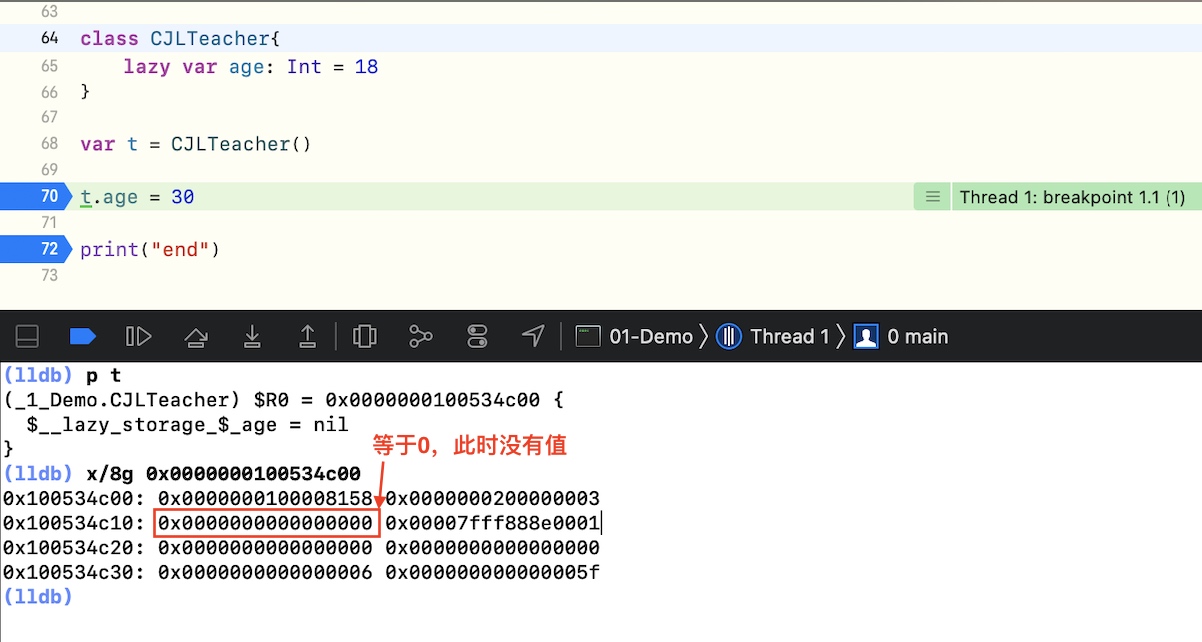 63
64 class CJLTeacher{
65     lazy var age: Int = 18
66 }
67
68 var t = CJLTeacher()
69
70 t.age = 30 Thread 1: breakpoint 1.1 (1)
71
72 print("end")
73
01-Demo Thread 1 0 main
(lldb) p t
(_1_Demo.CJLTeacher) $R0 = 0x0000000100534c00 {
  $__lazy_storage_$_age = nil
}
等于0，此时没有值
(lldb) x/8g 0x0000000100534c00
0x100534c00: 0x0000000100008158 0x0000000200000003
0x100534c10: 0x0000000000000000 0x00007fff888e0001
0x100534c20: 0x0000000000000000 0x0000000000000000
0x100534c30: 0x0000000000000006 0x000000000000005f
(lldb)